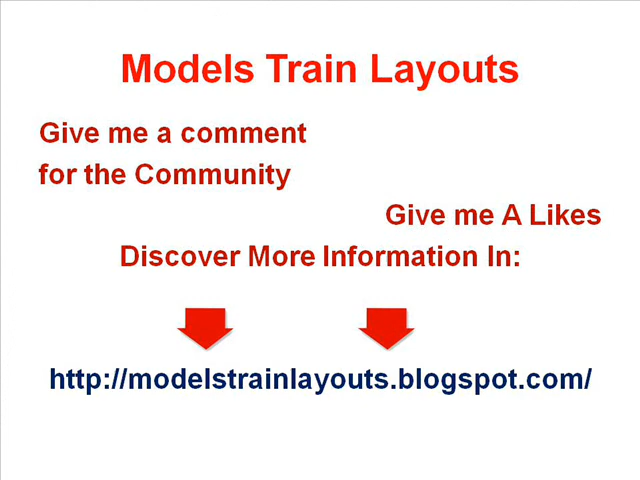 Models Train Layouts
Give me a comment
for the Community
Give me A Likes
Discover More Information In:
http://modelstrainlayouts.blogspot.com/